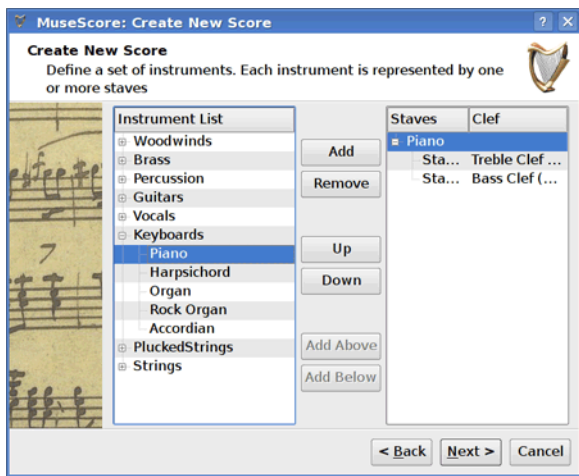 MuseScore: Create New Score
? X
Create New Score
Define a set of instruments. Each instrument is represented by one
or more staves
Instrument List
Woodwinds
Brass
Percussion
Guitars
Vocals
Keyboards
Piano
Harpsichord
Organ
Rock Organ
Accordian
PluckedStrings
Strings
Add
Remove
Up
Down
Add Above
Add Below
Staves Clef
Piano
Sta... Treble Clef ...
Sta... Bass Clef (...
7
< Back Next > Cancel